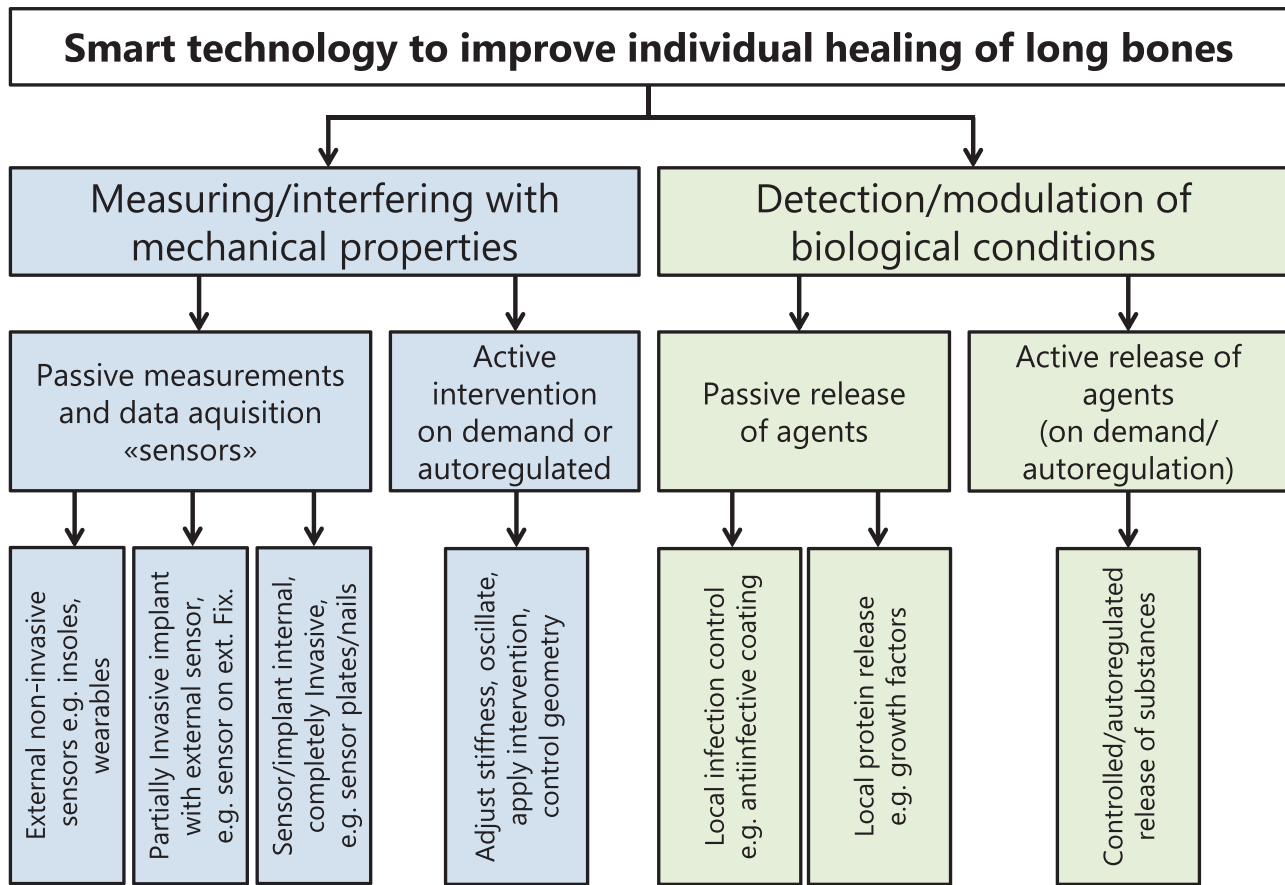 Smart technology to improve individual healing of long bones
Measuring/interfering with
mechanical properties
Detection/modulation of
biological conditions
Passive measurements
and data aquisition
«sensors»
Active
intervention
on demand or
autoregulated
Passive release
of agents
Active release of
agents
(on demand/
autoregulation)
External non-invasive
sensors e.g. insoles,
wearables
Partially Invasive implant
with external sensor,
e.g. sensor on ext. Fix.
Sensor/implant internal,
completely Invasive,
e.g. sensor plates/nails
Adjust stiffness, oscillate,
apply intervention,
control geometry
Local infection control
e.g. antiinfective coating
Local protein release
e.g. growth factors
Controlled/autoregulated
release of substances